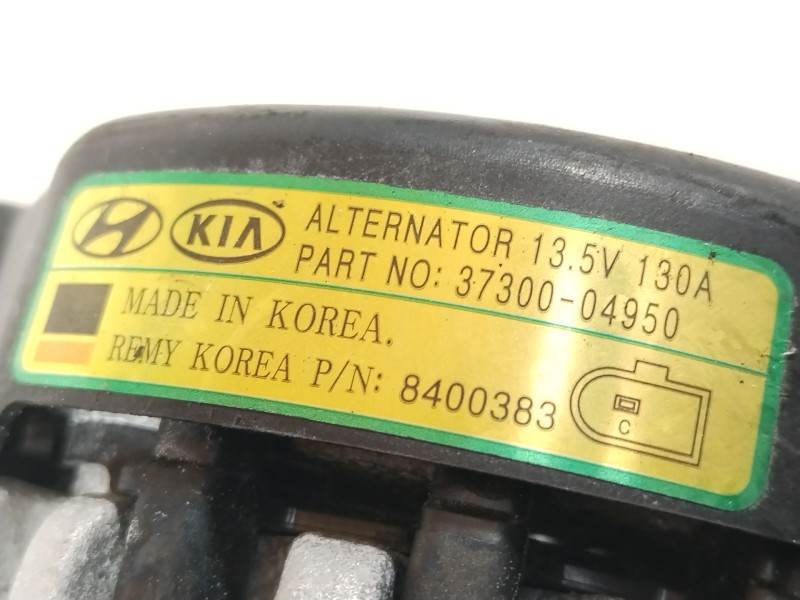 KIA ALTERNATOR 13.5V 130A
PART NO: 37300-04950
MADE IN KOREA.
REMY KOREA P/N: 8400383
C